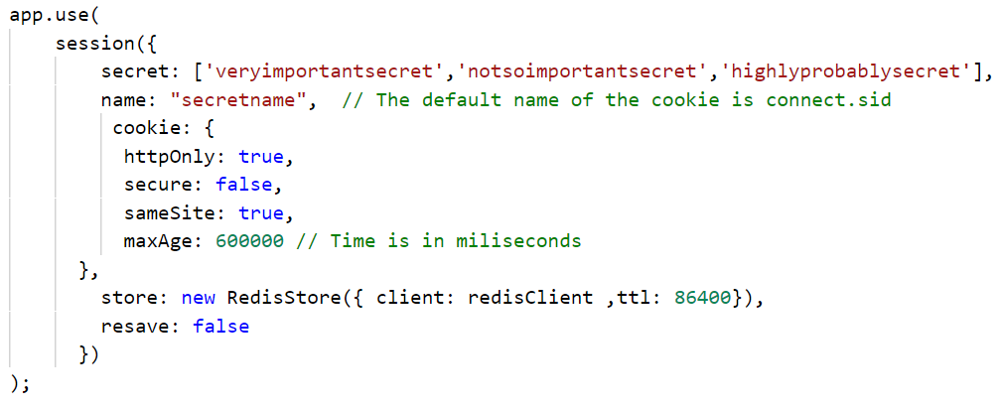 app.use(
    session({
        secret: ['veryimportantsecret','notsoimportantsecret','highlyprobablysecret'],
        name: "secretname",  // The default name of the cookie is connect.sid
         cookie: {
          httpOnly: true,
          secure: false,
          sameSite: true,
          maxAge: 600000 // Time is in miliseconds
      },
        store: new RedisStore({ client: redisClient ,ttl: 86400}),
        resave: false
      })
);